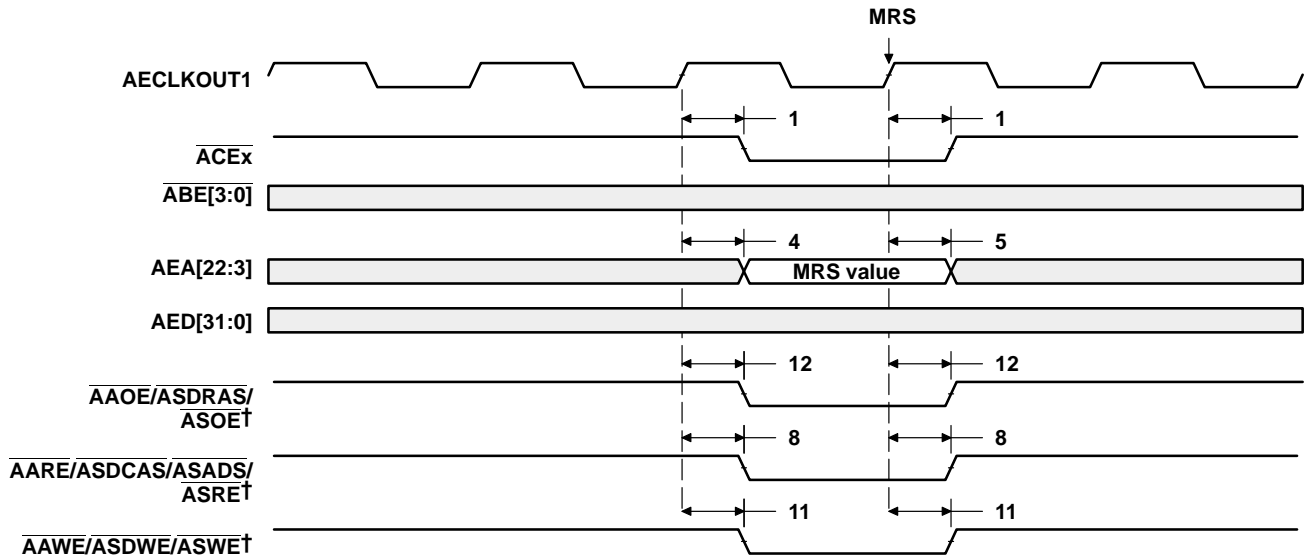 MRS
AECLKOUT1
1 1
ACEx
ABE[3:0]
4 5
AEA[22:3] MRS value
AED[31:0]
12 12
AAOE/ASDRAS/
ASOE†
8 8
AARE/ASDCAS/ASADS/
ASRE†
11 11
AAWE/ASDWE/ASWE†